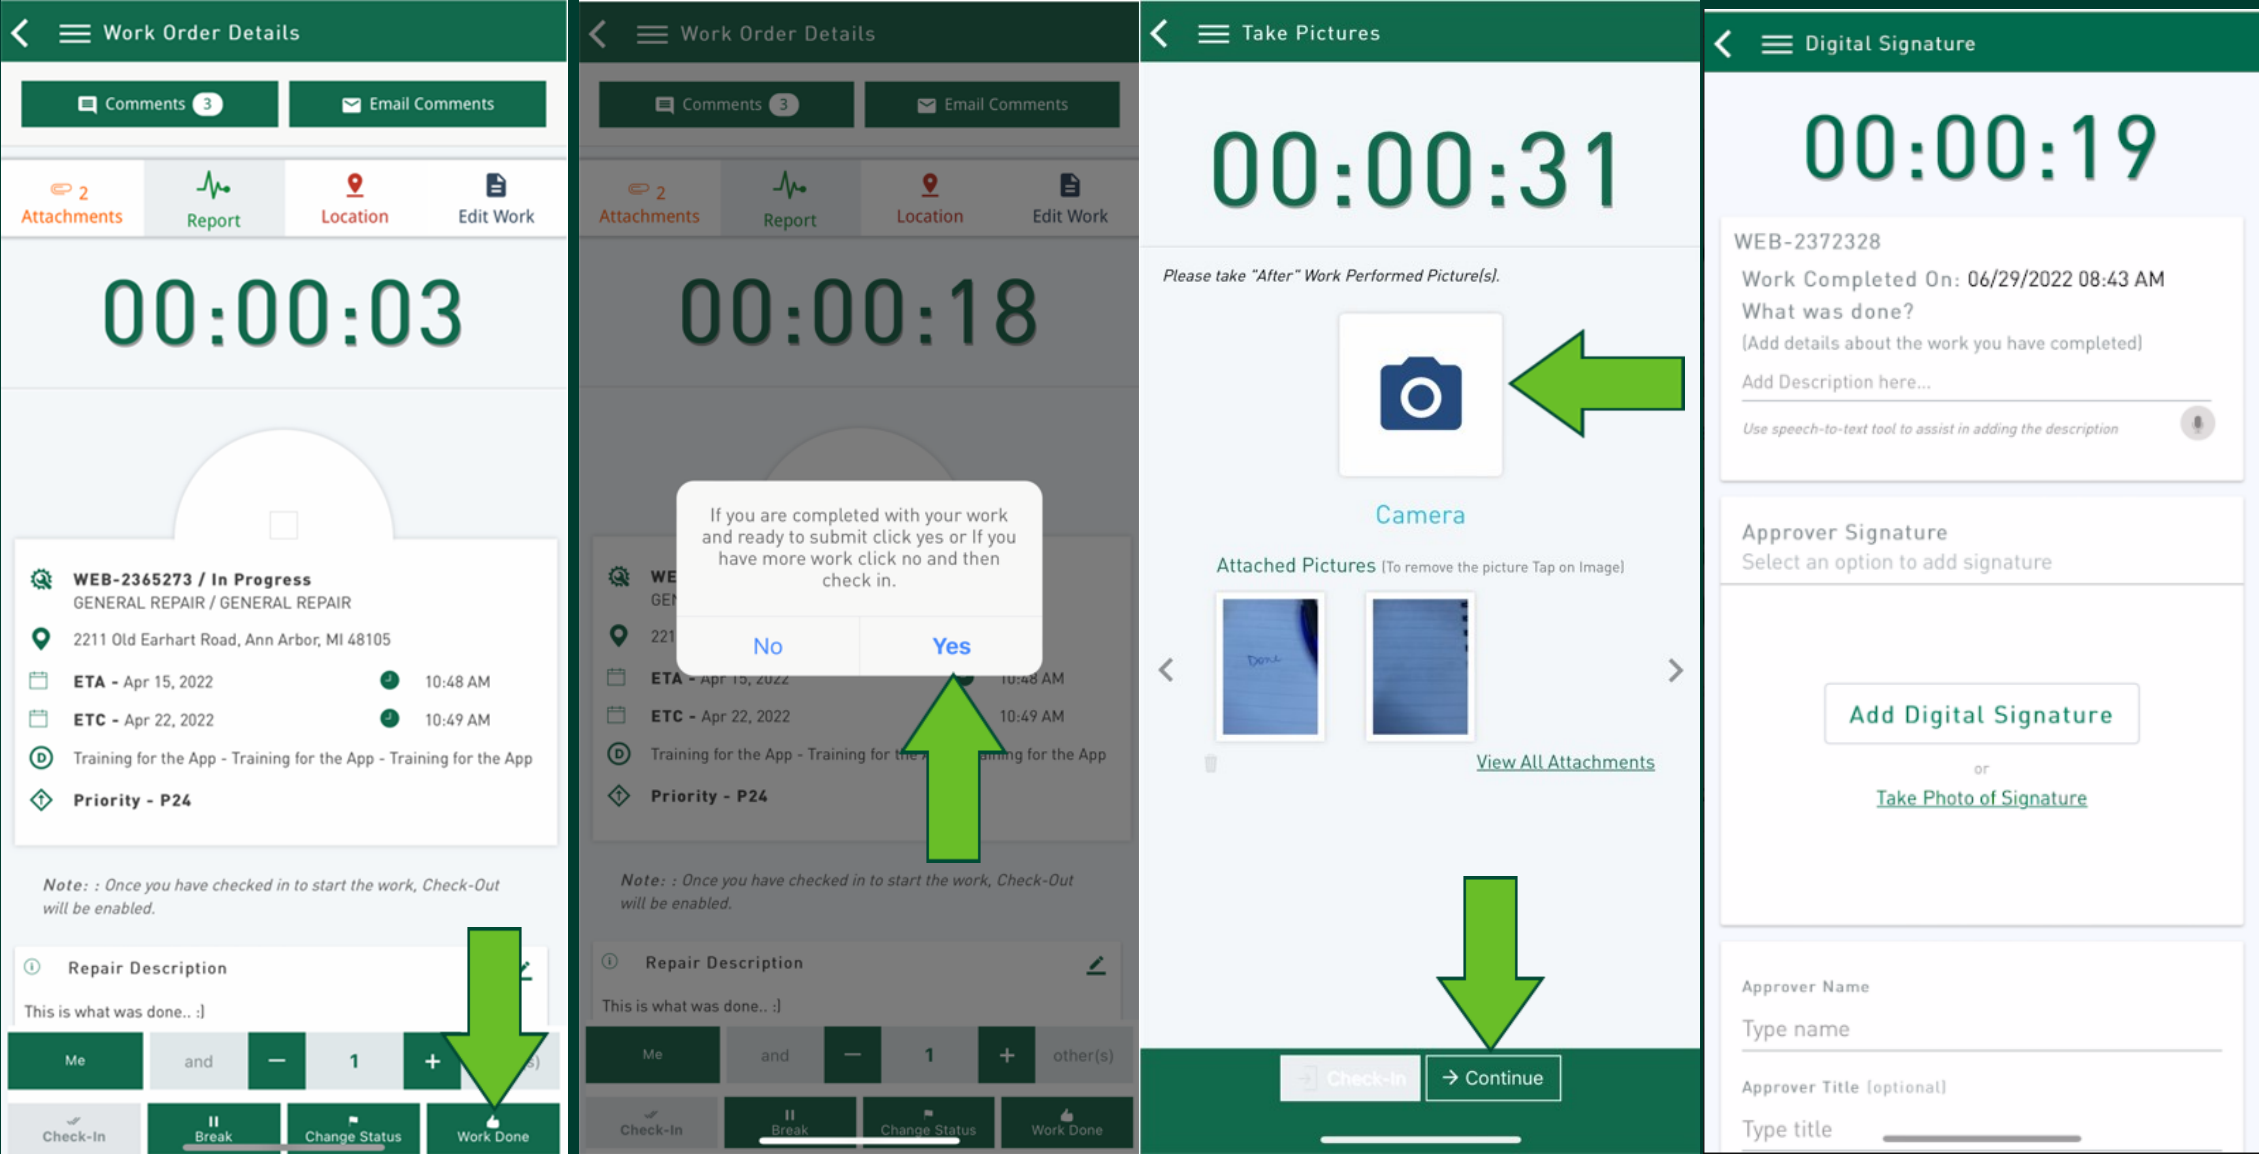 Work Order Details
Comments 3
Email Comments
2
Attachments
Report
Location
Edit Work
00:00:03
WEB-2365273 / In Progress
GENERAL REPAIR / GENERAL REPAIR
2211 Old Earhart Road, Ann Arbor, MI 48105
ETA - Apr 15, 2022 10:48 AM
ETC - Apr 22, 2022 10:49 AM
D Training for the App - Training for the App - Training for the App
Priority - P24
Note: : Once you have checked in to start the work, Check-Out
will be enabled.
Repair Description
This is what was done.. :)
Me and − 1 +
Check-In
Break
Change Status
Work Done
Work Order Details
Comments 3
Email Comments
2
Attachments
Report
Location
Edit Work
00:00:18
If you are completed with your work
and ready to submit click yes or If you
have more work click no and then
check in.
No
Yes
ETA - Apr 15, 2022 10:48 AM
ETC - Apr 22, 2022 10:49 AM
D Training for the App - Training for the App
Priority - P24
Note: : Once you have checked in to start the work, Check-Out
will be enabled.
Repair Description
This is what was done.. :)
Me and − 1 + other(s)
Check-In
Break
Change Status
Work Done
Take Pictures
00:00:31
Please take "After" Work Performed Picture(s).
Camera
Attached Pictures (To remove the picture Tap on Image)
Done
View All Attachments
Check-In
→ Continue
Digital Signature
00:00:19
WEB-2372328
Work Completed On: 06/29/2022 08:43 AM
What was done?
(Add details about the work you have completed)
Add Description here...
Use speech-to-text tool to assist in adding the description
Approver Signature
Select an option to add signature
Add Digital Signature
or
Take Photo of Signature
Approver Name
Type name
Approver Title (optional)
Type title